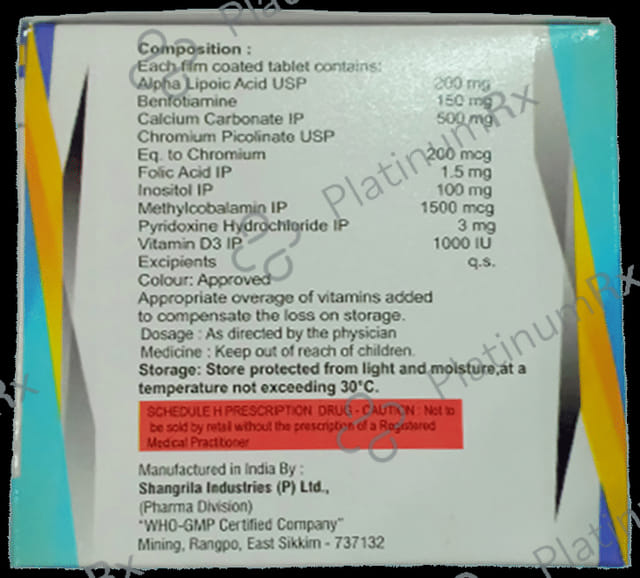 Composition :
Each film coated tablet contains:
Alpha Lipoic Acid USP 200 mg
Benfotiamine 150 mg
Calcium Carbonate IP 500 mg
Chromium Picolinate USP
Eq. to Chromium 200 mcg
Folic Acid IP 1.5 mg
Inositol IP 100 mg
Methylcobalamin IP 1500 mcg
Pyridoxine Hydrochloride IP 3 mg
Vitamin D3 IP 1000 IU
Excipients q.s.
Colour: Approved
Appropriate overage of vitamins added
to compensate the loss on storage.
Dosage : As directed by the physician
Medicine : Keep out of reach of children.
Storage: Store protected from light and moisture,at a
temperature not exceeding 30°C.
SCHEDULE H PRESCRIPTION DRUG - CAUTION : Not to
be sold by retail without the prescription of a Registered
Medical Practitioner
Manufactured in India By :
Shangrila Industries (P) Ltd.,
(Pharma Division)
"WHO-GMP Certified Company"
Mining, Rangpo, East Sikkim - 737132
PlatinumRx
PlatinumRx
Rx
Rx
Platin